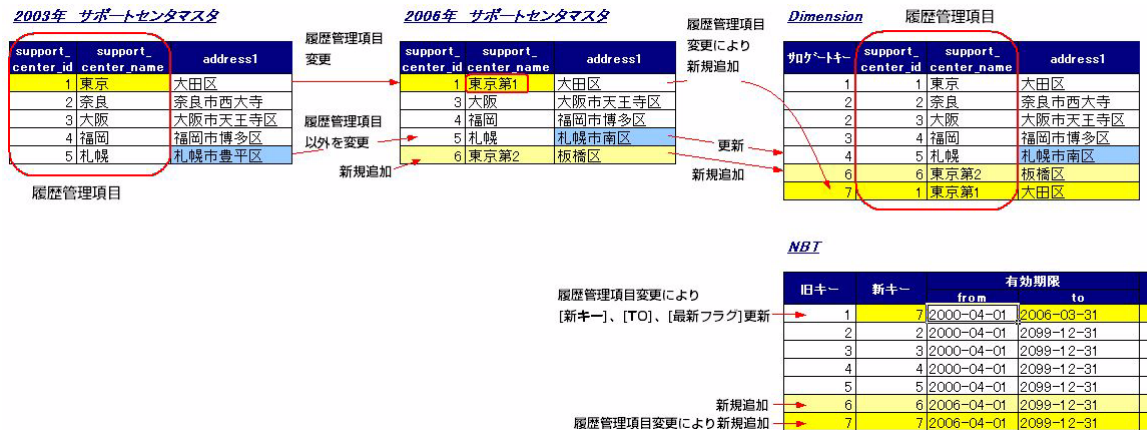 2003年 サポートセンタマスタ
support_center_id support_center_name address1
1 東京 大田区
2 奈良 奈良市西大寺
3 大阪 大阪市天王寺区
4 福岡 福岡市博多区
5 札幌 札幌市豊平区
履歴管理項目
履歴管理項目
変更
履歴管理項目
以外を変更
新規追加
2006年 サポートセンタマスタ
support_center_id support_center_name address1
1 東京第1 大田区
3 大阪 大阪市天王寺区
4 福岡 福岡市博多区
5 札幌 札幌市南区
6 東京第2 板橋区
履歴管理項目
変更により
新規追加
更新
新規追加
Dimension
履歴管理項目
サロゲートキー support_center_id support_center_name address1
1 1 東京 大田区
2 2 奈良 奈良市西大寺
2 3 大阪 大阪市天王寺区
3 4 福岡 福岡市博多区
4 5 札幌 札幌市南区
6 6 東京第2 板橋区
7 1 東京第1 大田区
NBT
旧キー 新キー 有効期限
from to
1 7 2000-04-01 2006-03-31
2 2 2000-04-01 2099-12-31
3 3 2000-04-01 2099-12-31
4 4 2000-04-01 2099-12-31
5 5 2000-04-01 2099-12-31
6 6 2006-04-01 2099-12-31
7 7 2006-04-01 2099-12-31
履歴管理項目変更により
[新キー]、[TO]、[最新フラグ]更新
新規追加
履歴管理項目変更により新規追加